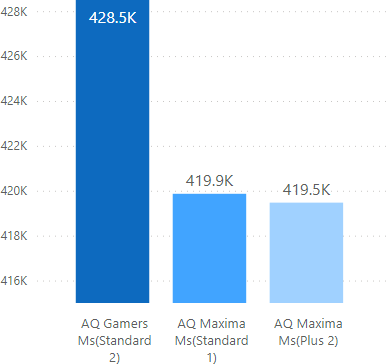 428K
428.5K
426K
424K
422K
420K
419.9K
419.5K
418K
416K
AQ Gamers
Ms(Standard
2)
AQ Maxima
Ms(Standard
1)
AQ Maxima
Ms(Plus 2)